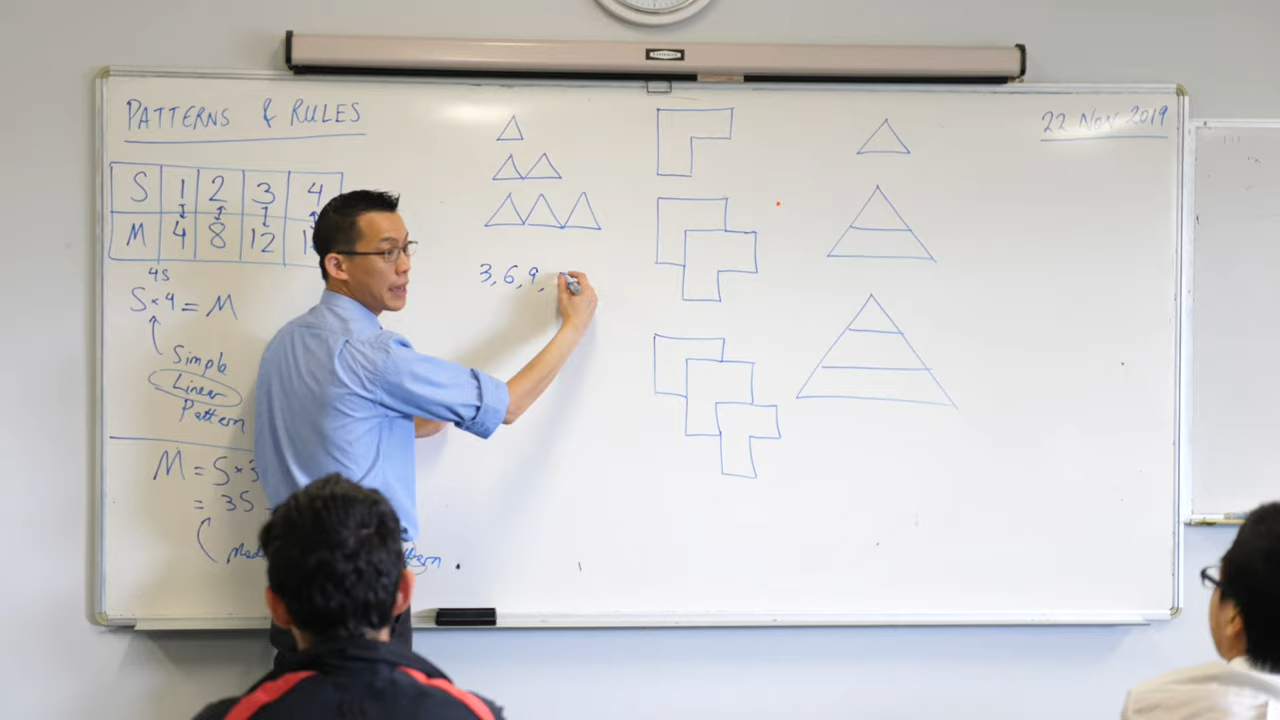 PATTERNS & RULES
22 Nov 2019
S 1 2 3 4
M 4 8 12 1
4s
S × 4 = M
Simple
Linear
Pattern
3, 6, 9,
M = S × 3
= 3S